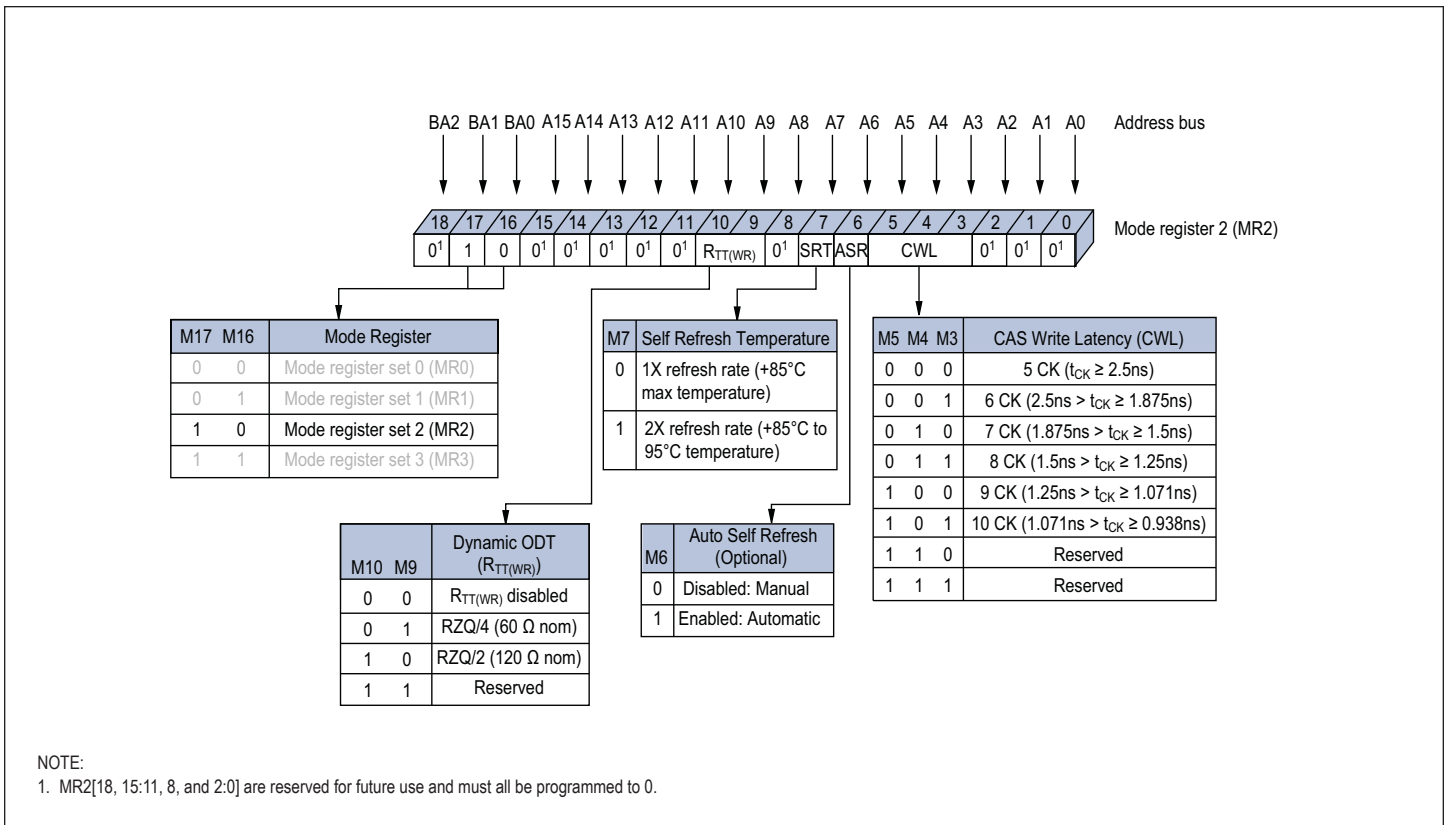 BA2 BA1 BA0 A15 A14 A13 A12 A11 A10 A9 A8 A7 A6 A5 A4 A3 A2 A1 A0 Address bus
18 17 16 15 14 13 12 11 10 9 8 7 6 5 4 3 2 1 0
Mode register 2 (MR2)
0¹ 1 0 0¹ 0¹ 0¹ 0¹ 0¹ RTT(WR) 0¹ SRT ASR CWL 0¹ 0¹ 0¹
M17 M16 Mode Register
0 0 Mode register set 0 (MR0)
0 1 Mode register set 1 (MR1)
1 0 Mode register set 2 (MR2)
1 1 Mode register set 3 (MR3)
M7 Self Refresh Temperature
0 1X refresh rate (+85°C
max temperature)
1 2X refresh rate (+85°C to
95°C temperature)
M5 M4 M3 CAS Write Latency (CWL)
0 0 0 5 CK (tCK ≥ 2.5ns)
0 0 1 6 CK (2.5ns > tCK ≥ 1.875ns)
0 1 0 7 CK (1.875ns > tCK ≥ 1.5ns)
0 1 1 8 CK (1.5ns > tCK ≥ 1.25ns)
1 0 0 9 CK (1.25ns > tCK ≥ 1.071ns)
1 0 1 10 CK (1.071ns > tCK ≥ 0.938ns)
1 1 0 Reserved
1 1 1 Reserved
Dynamic ODT
M10 M9 (RTT(WR))
0 0 RTT(WR) disabled
0 1 RZQ/4 (60 Ω nom)
1 0 RZQ/2 (120 Ω nom)
1 1 Reserved
Auto Self Refresh
M6 (Optional)
0 Disabled: Manual
1 Enabled: Automatic
NOTE:
1. MR2[18, 15:11, 8, and 2:0] are reserved for future use and must all be programmed to 0.